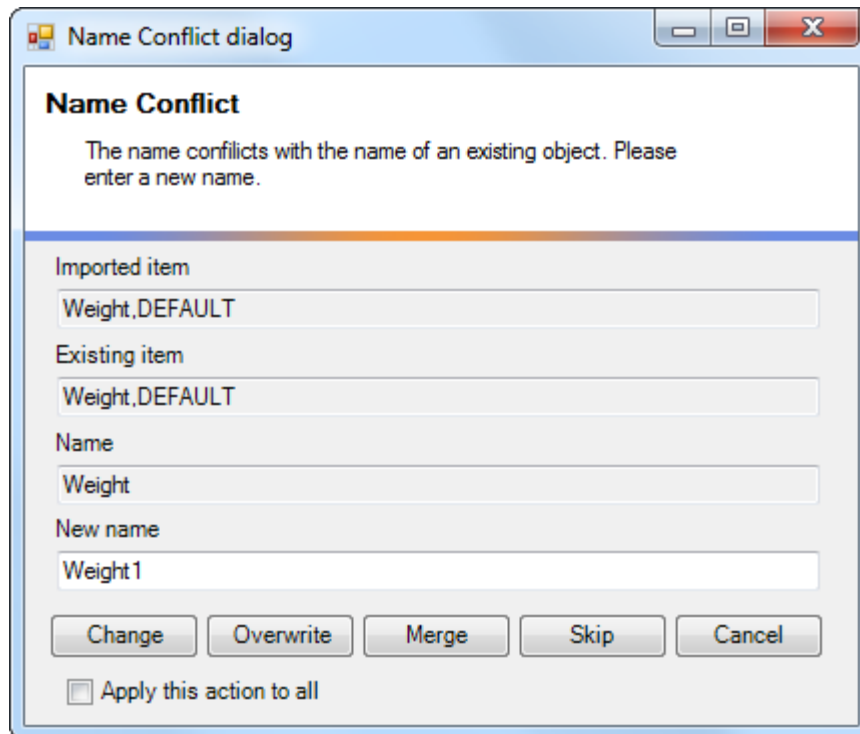 Name Conflict dialog
Name Conflict
The name confilicts with the name of an existing object. Please
enter a new name.
Imported item
Weight,DEFAULT
Existing item
Weight,DEFAULT
Name
Weight
New name
Weight1
Change Overwrite Merge Skip Cancel
Apply this action to all